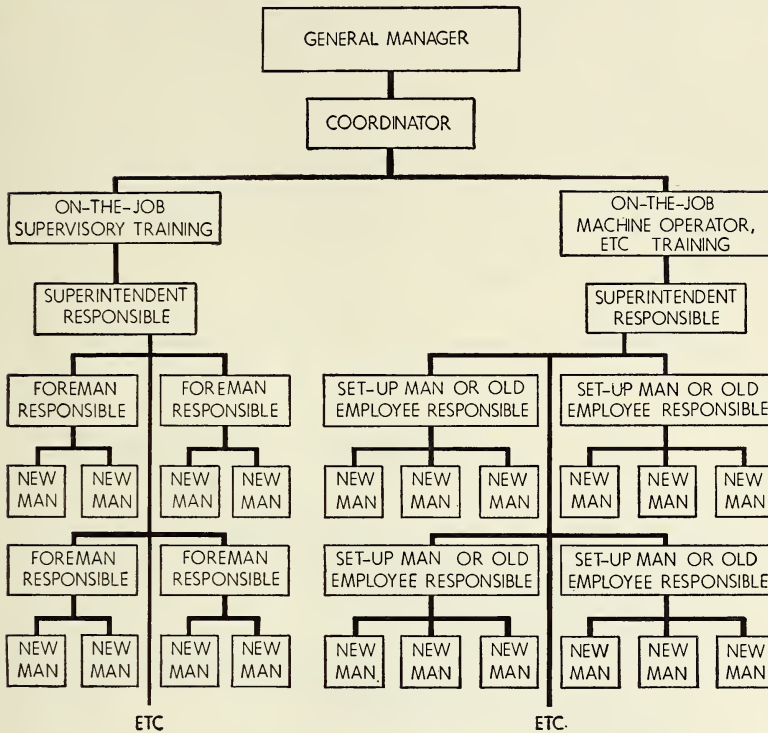 GENERAL MANAGER
COORDINATOR
ON-THE-JOB
SUPERVISORY TRAINING
ON-THE-JOB
MACHINE OPERATOR,
ETC TRAINING
SUPERINTENDENT
RESPONSIBLE
SUPERINTENDENT
RESPONSIBLE
FOREMAN
RESPONSIBLE
FOREMAN
RESPONSIBLE
SET-UP MAN OR OLD
EMPLOYEE RESPONSIBLE
SET-UP MAN OR OLD
EMPLOYEE RESPONSIBLE
NEW
MAN
NEW
MAN
NEW
MAN
NEW
MAN
NEW
MAN
NEW
MAN
NEW
MAN
NEW
MAN
NEW
MAN
NEW
MAN
FOREMAN
RESPONSIBLE
FOREMAN
RESPONSIBLE
SET-UP MAN OR OLD
EMPLOYEE RESPONSIBLE
SET-UP MAN OR OLD
EMPLOYEE RESPONSIBLE
NEW
MAN
NEW
MAN
NEW
MAN
NEW
MAN
NEW
MAN
NEW
MAN
NEW
MAN
NEW
MAN
NEW
MAN
NEW
MAN
ETC
ETC.